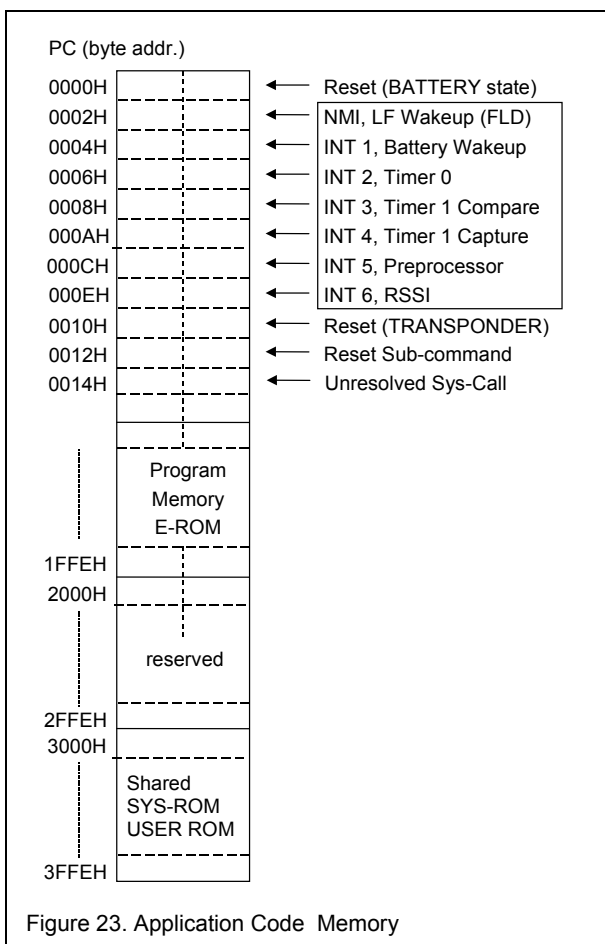 PC (byte addr.)
0000H Reset (BATTERY state)
0002H NMI, LF Wakeup (FLD)
0004H INT 1, Battery Wakeup
0006H INT 2, Timer 0
0008H INT 3, Timer 1 Compare
000AH INT 4, Timer 1 Capture
000CH INT 5, Preprocessor
000EH INT 6, RSSI
0010H Reset (TRANSPONDER)
0012H Reset Sub-command
0014H Unresolved Sys-Call
Program
Memory
E-ROM
1FFEH
2000H
reserved
2FFEH
3000H
Shared
SYS-ROM
USER ROM
3FFEH
Figure 23. Application Code Memory